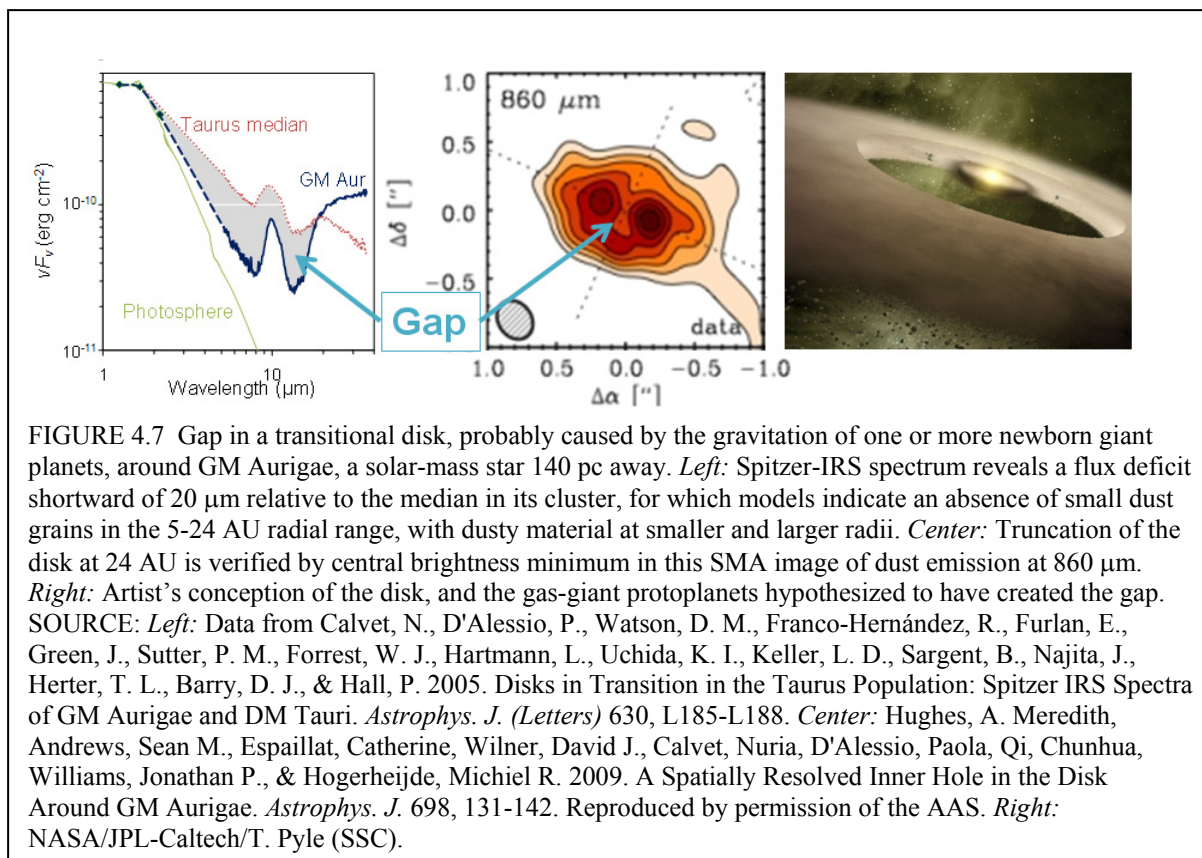 Taurus median
GM Aur
Photosphere
νFν (erg cm-2)
10-10
10-11
1
10
Wavelength (µm)
Gap
860 µm
data
1.0
0.5
0.0
-0.5
Δδ ["]
1.0 0.5 0.0 -0.5 -1.0
Δα ["]
FIGURE 4.7 Gap in a transitional disk, probably caused by the gravitation of one or more newborn giant
planets, around GM Aurigae, a solar-mass star 140 pc away. Left: Spitzer-IRS spectrum reveals a flux deficit
shortward of 20 µm relative to the median in its cluster, for which models indicate an absence of small dust
grains in the 5-24 AU radial range, with dusty material at smaller and larger radii. Center: Truncation of the
disk at 24 AU is verified by central brightness minimum in this SMA image of dust emission at 860 µm.
Right: Artist’s conception of the disk, and the gas-giant protoplanets hypothesized to have created the gap.
SOURCE: Left: Data from Calvet, N., D'Alessio, P., Watson, D. M., Franco-Hernández, R., Furlan, E.,
Green, J., Sutter, P. M., Forrest, W. J., Hartmann, L., Uchida, K. I., Keller, L. D., Sargent, B., Najita, J.,
Herter, T. L., Barry, D. J., & Hall, P. 2005. Disks in Transition in the Taurus Population: Spitzer IRS Spectra
of GM Aurigae and DM Tauri. Astrophys. J. (Letters) 630, L185-L188. Center: Hughes, A. Meredith,
Andrews, Sean M., Espaillat, Catherine, Wilner, David J., Calvet, Nuria, D'Alessio, Paola, Qi, Chunhua,
Williams, Jonathan P., & Hogerheijde, Michiel R. 2009. A Spatially Resolved Inner Hole in the Disk
Around GM Aurigae. Astrophys. J. 698, 131-142. Reproduced by permission of the AAS. Right:
NASA/JPL-Caltech/T. Pyle (SSC).